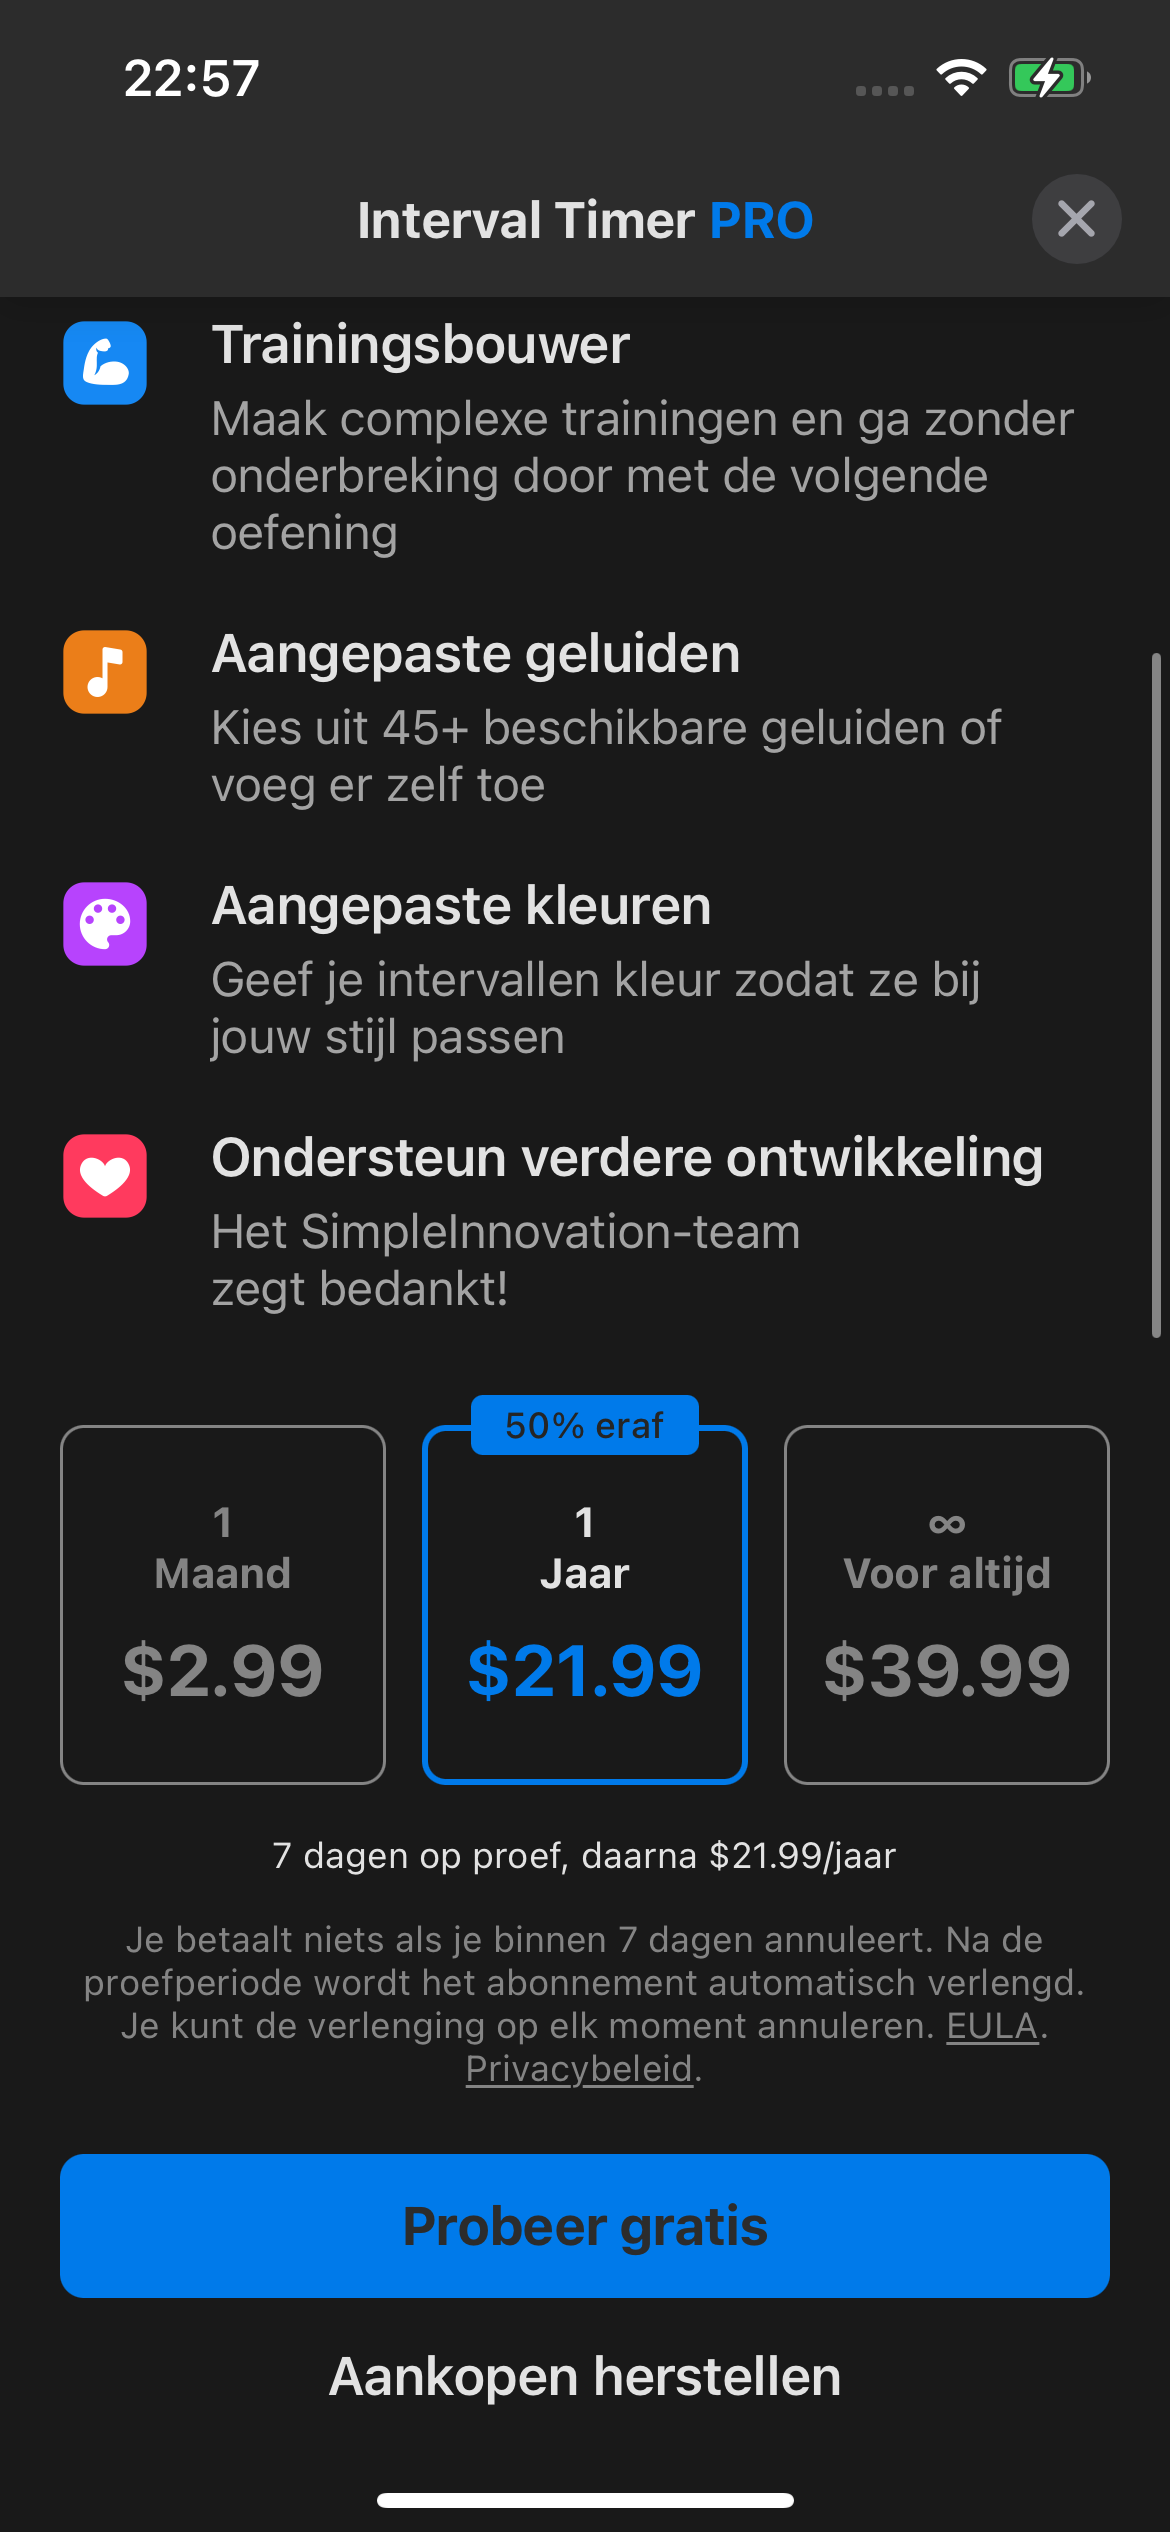 22:57
Interval Timer PRO
Trainingsbouwer
Maak complexe trainingen en ga zonder
onderbreking door met de volgende
oefening
Aangepaste geluiden
Kies uit 45+ beschikbare geluiden of
voeg er zelf toe
Aangepaste kleuren
Geef je intervallen kleur zodat ze bij
jouw stijl passen
Ondersteun verdere ontwikkeling
Het SimpleInnovation-team
zegt bedankt!
1
Maand
$2.99
50% eraf
1
Jaar
$21.99
∞
Voor altijd
$39.99
7 dagen op proef, daarna $21.99/jaar
Je betaalt niets als je binnen 7 dagen annuleert. Na de
proefperiode wordt het abonnement automatisch verlengd.
Je kunt de verlenging op elk moment annuleren. EULA.
Privacybeleid.
Probeer gratis
Aankopen herstellen